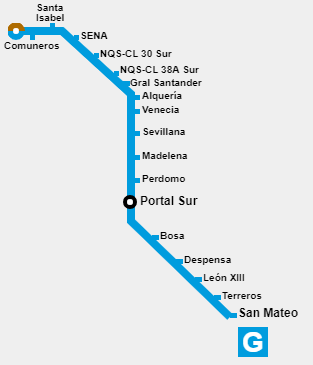 Santa
Isabel
Comuneros
SENA
NQS-CL 30 Sur
NQS-CL 38A Sur
Gral Santander
Alquería
Venecia
Sevillana
Madelena
Perdomo
Portal Sur
Bosa
Despensa
León XIII
Terreros
San Mateo
G